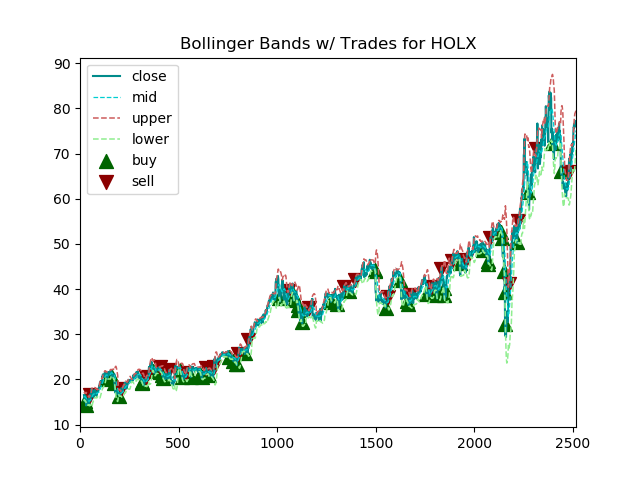 Bollinger Bands w/ Trades for HOLX
90
80
70
60
50
40
30
20
10
close
mid
upper
lower
buy
sell
0 500 1000 1500 2000 2500